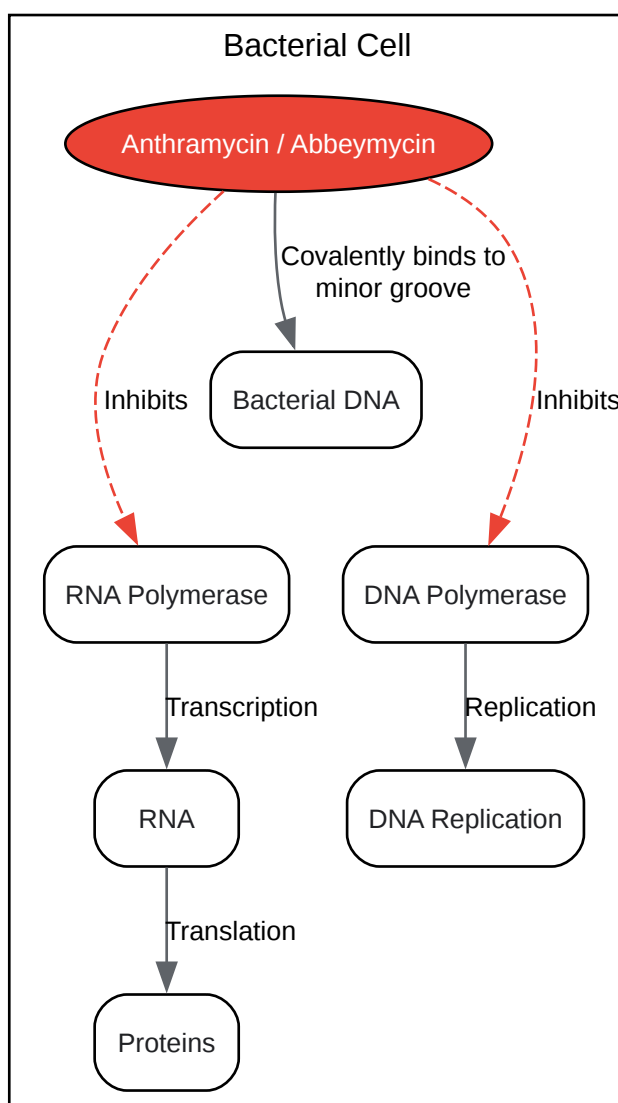 Bacterial Cell
Anthramycin / Abbeymycin
Covalently binds to
minor groove
Bacterial DNA
Inhibits
Inhibits
RNA Polymerase
DNA Polymerase
Transcription
Replication
RNA
DNA Replication
Translation
Proteins